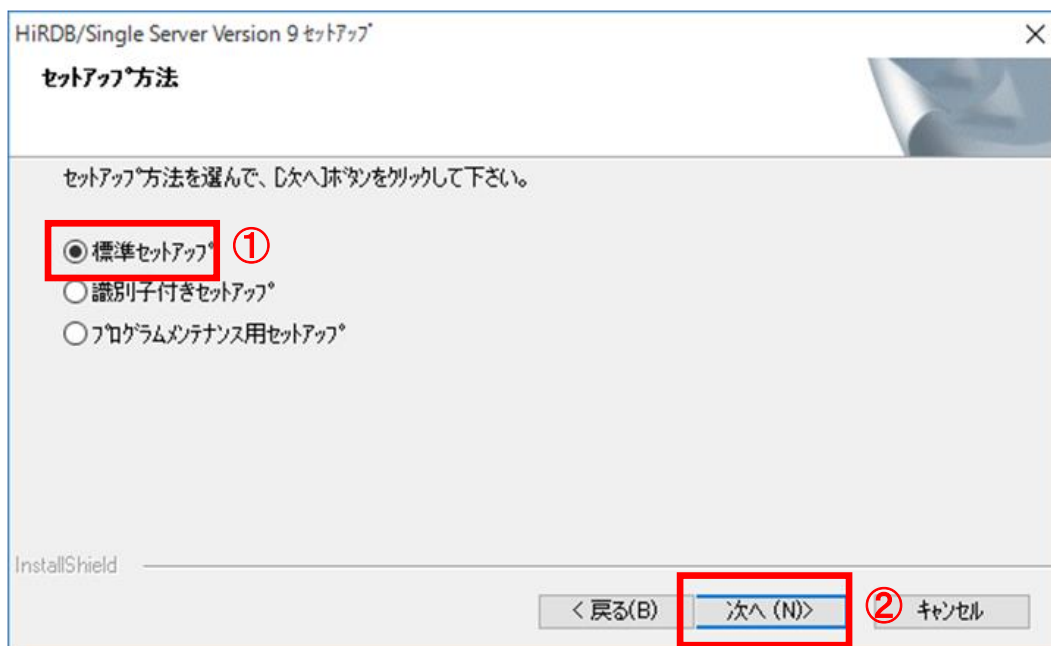 HiRDB/Single Server Version 9 ｾｯﾄｱｯﾌﾟ
ｾｯﾄｱｯﾌﾟ方法
ｾｯﾄｱｯﾌﾟ方法を選んで、[次へ]ﾎﾞﾀﾝをｸﾘｯｸして下さい。
標準ｾｯﾄｱｯﾌﾟ ①
識別子付きｾｯﾄｱｯﾌﾟ
ﾌﾟﾛｸﾞﾗﾑﾒﾝﾃﾅﾝｽ用ｾｯﾄｱｯﾌﾟ
InstallShield
< 戻る(B) 次へ (N)> ② ｷｬﾝｾﾙ